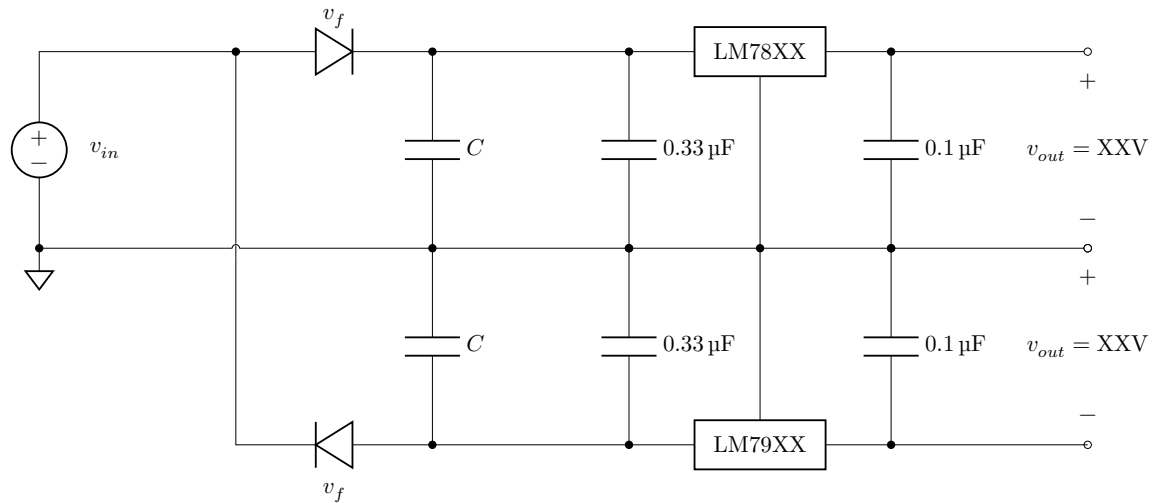 v_f
LM78XX
+
+
−
v_in
C
0.33 µF
0.1 µF
v_out = XXV
−
+
C
0.33 µF
0.1 µF
v_out = XXV
−
LM79XX
v_f